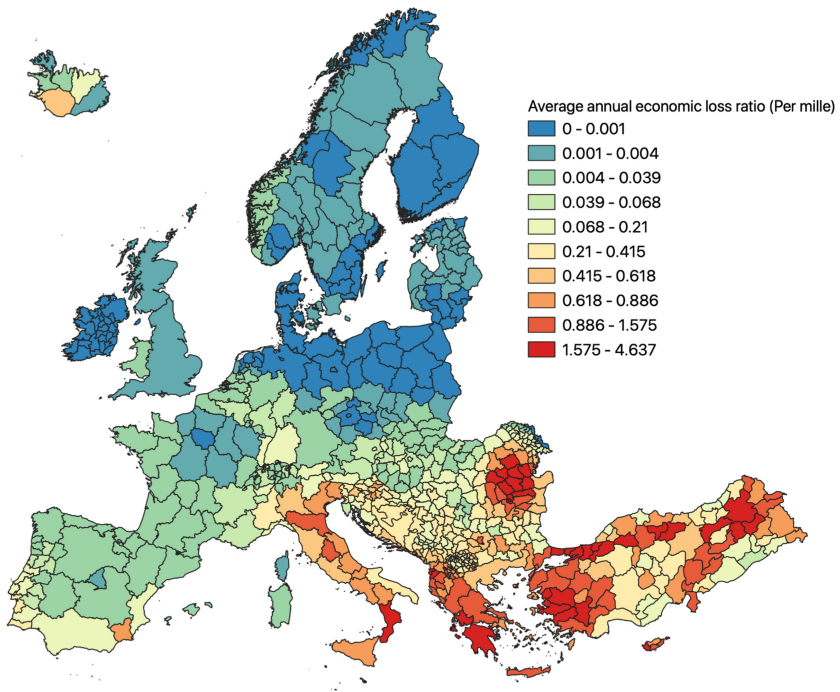 Average annual economic loss ratio (Per mille)
0 - 0.001
0.001 - 0.004
0.004 - 0.039
0.039 - 0.068
0.068 - 0.21
0.21 - 0.415
0.415 - 0.618
0.618 - 0.886
0.886 - 1.575
1.575 - 4.637